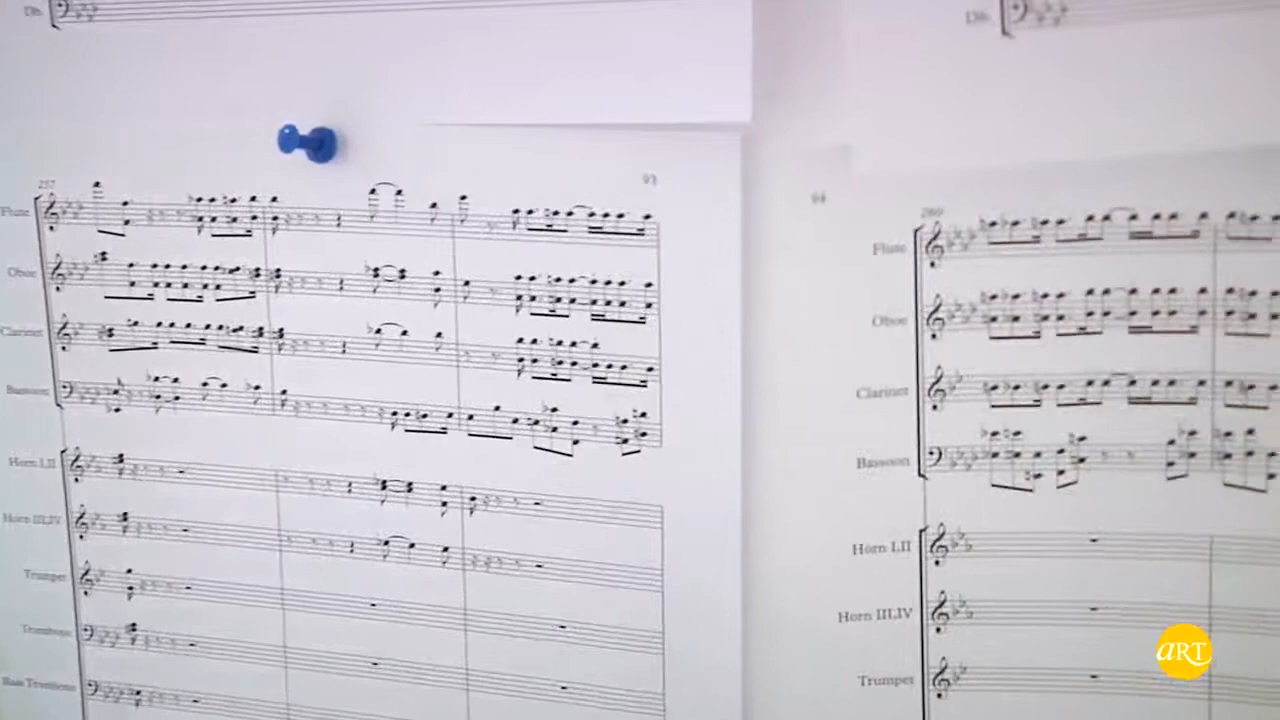 Db.
Db.
257
93
Flute
Oboe
Clarinet
Bassoon
Horn I.II
Horn III.IV
Trumpet
Trombone
Bass Trombone
94
260
Flute
Oboe
Clarinet
Bassoon
Horn I.II
Horn III.IV
Trumpet
aRT